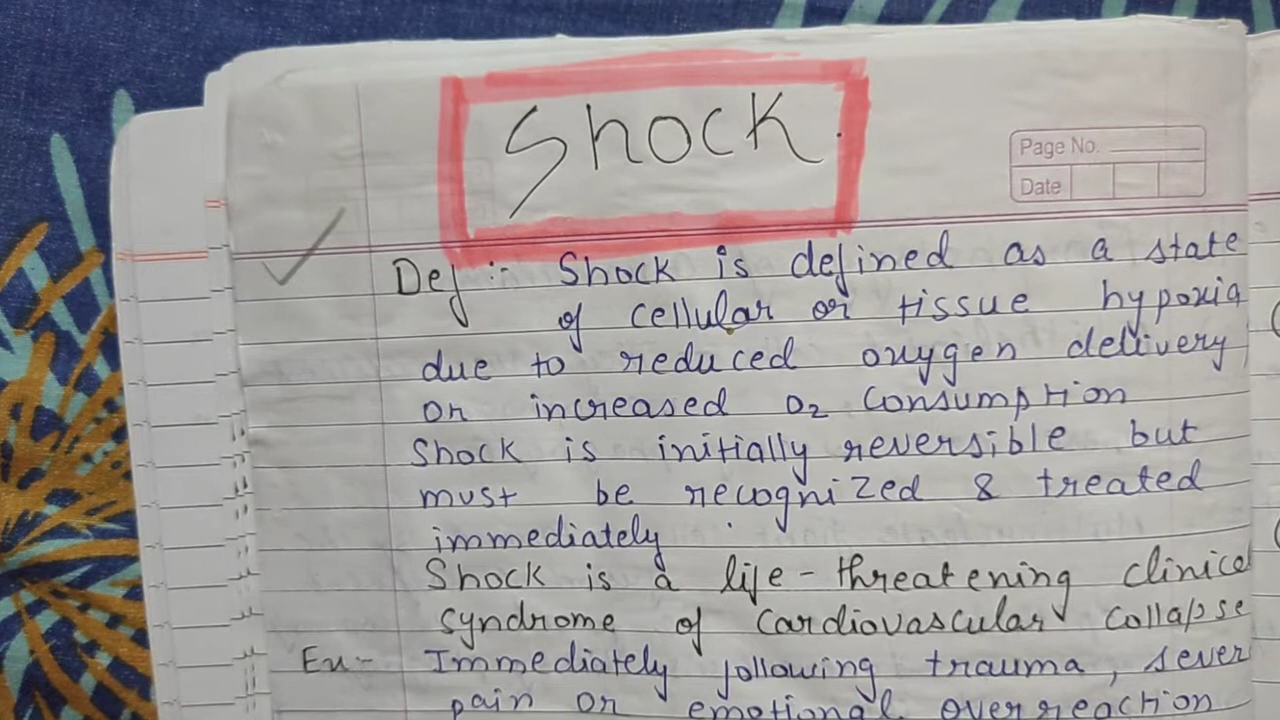 Shock.
Page No.
Date
Def :- Shock is defined as a state
of cellular or tissue hypoxia
due to reduced oxygen delivery
or increased O2 consumption
Shock is initially reversible but
must be recognized & treated
immediately.
Shock is a life-threatening clinical
syndrome of cardiovascular collapse
Ex- Immediately following trauma, sever
pain or emotional overreaction